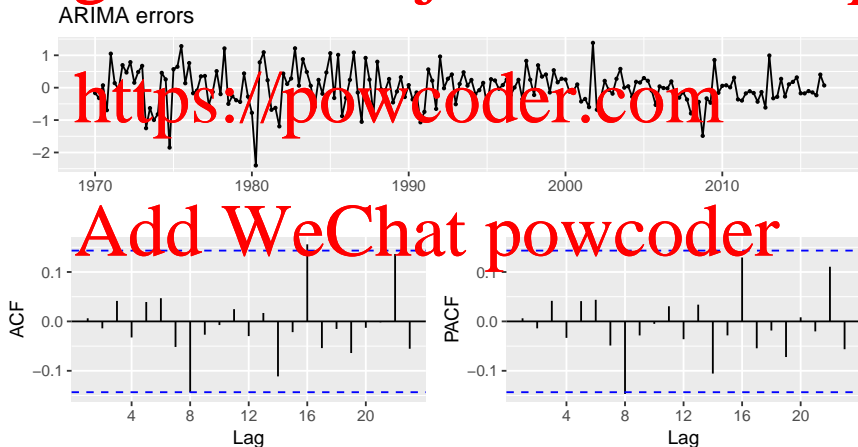 ARIMA errors
1
0
−1
−2
https://powcoder.com
1970 1980 1990 2000 2010
Add WeChat powcoder
ACF
0.1
0.0
−0.1
4 8 12 16 20
Lag
PACF
0.1
0.0
−0.1
4 8 12 16 20
Lag